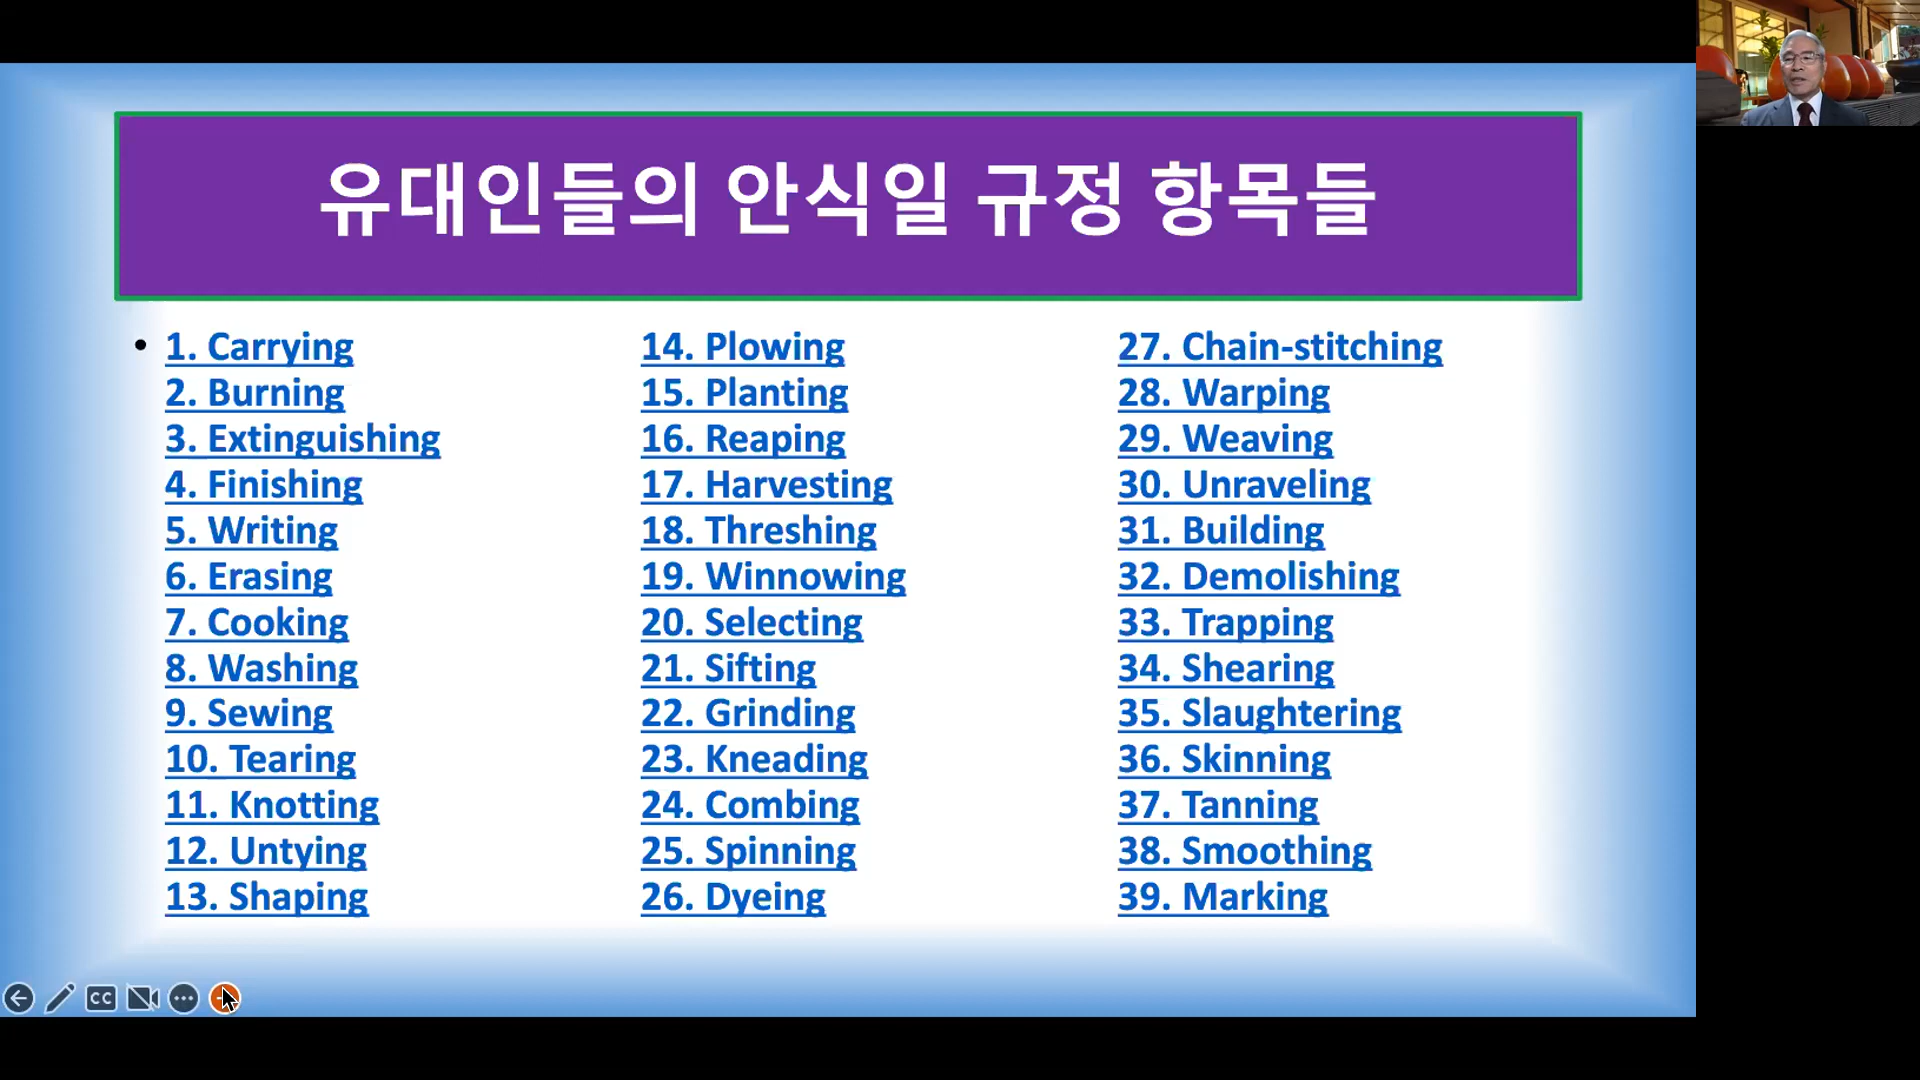 유대인들의 안식일 규정 항목들
• 1. Carrying
2. Burning
3. Extinguishing
4. Finishing
5. Writing
6. Erasing
7. Cooking
8. Washing
9. Sewing
10. Tearing
11. Knotting
12. Untying
13. Shaping
14. Plowing
15. Planting
16. Reaping
17. Harvesting
18. Threshing
19. Winnowing
20. Selecting
21. Sifting
22. Grinding
23. Kneading
24. Combing
25. Spinning
26. Dyeing
27. Chain-stitching
28. Warping
29. Weaving
30. Unraveling
31. Building
32. Demolishing
33. Trapping
34. Shearing
35. Slaughtering
36. Skinning
37. Tanning
38. Smoothing
39. Marking
CC